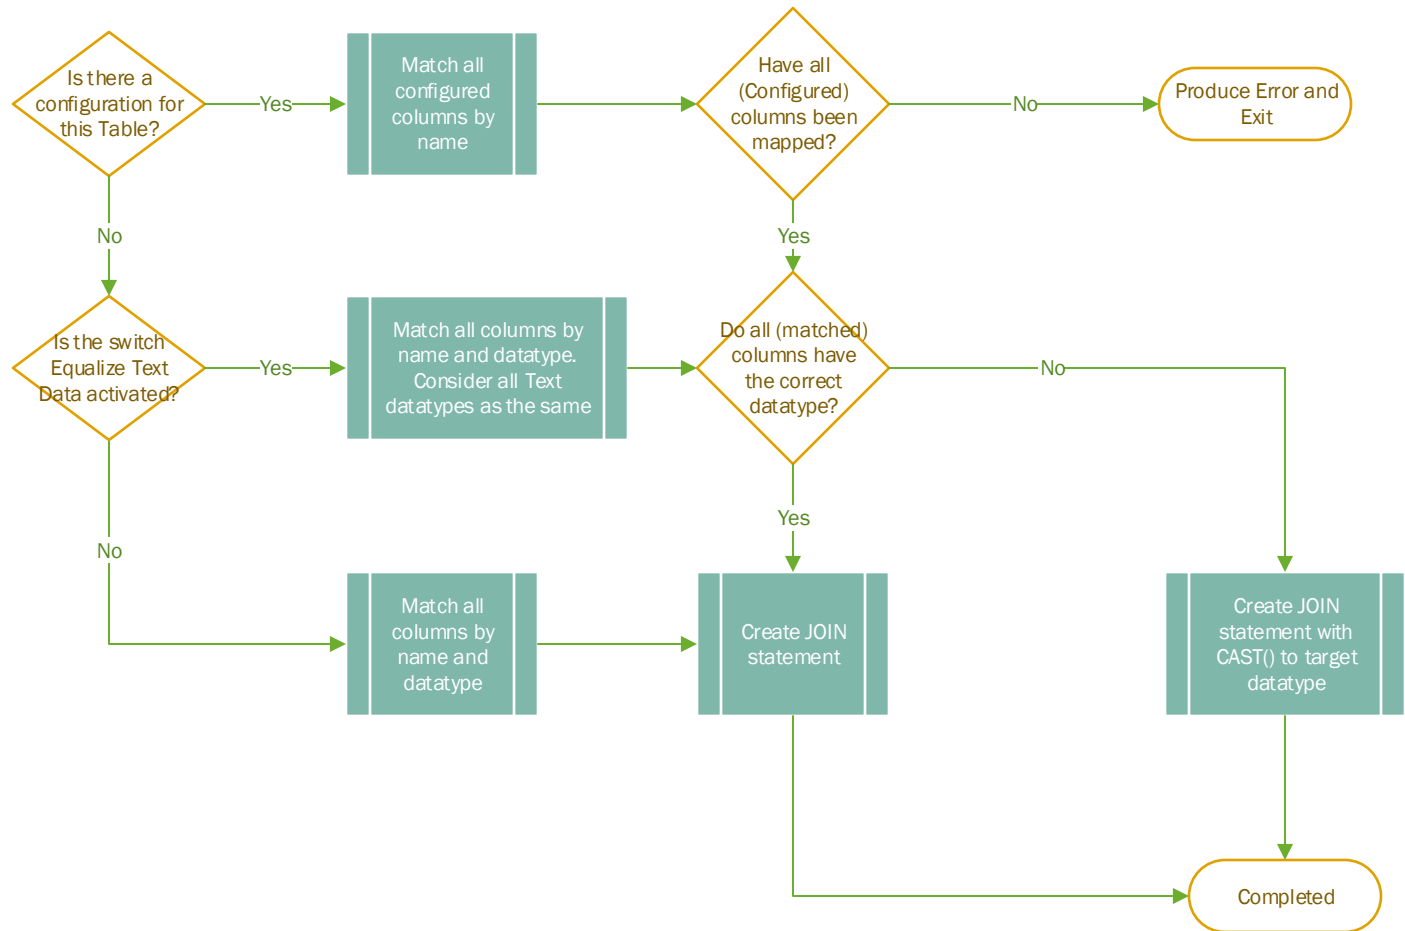 Is there a
configuration for
this Table?
Yes
Match all
configured
columns by
name
Have all
(Configured)
columns been
mapped?
No
Produce Error and
Exit
No
Yes
Is the switch
Equalize Text
Data activated?
Yes
Match all columns by
name and datatype.
Consider all Text
datatypes as the same
Do all (matched)
columns have
the correct
datatype?
No
No
Yes
Match all
columns by
name and
datatype
Create JOIN
statement
Create JOIN
statement with
CAST() to target
datatype
Completed